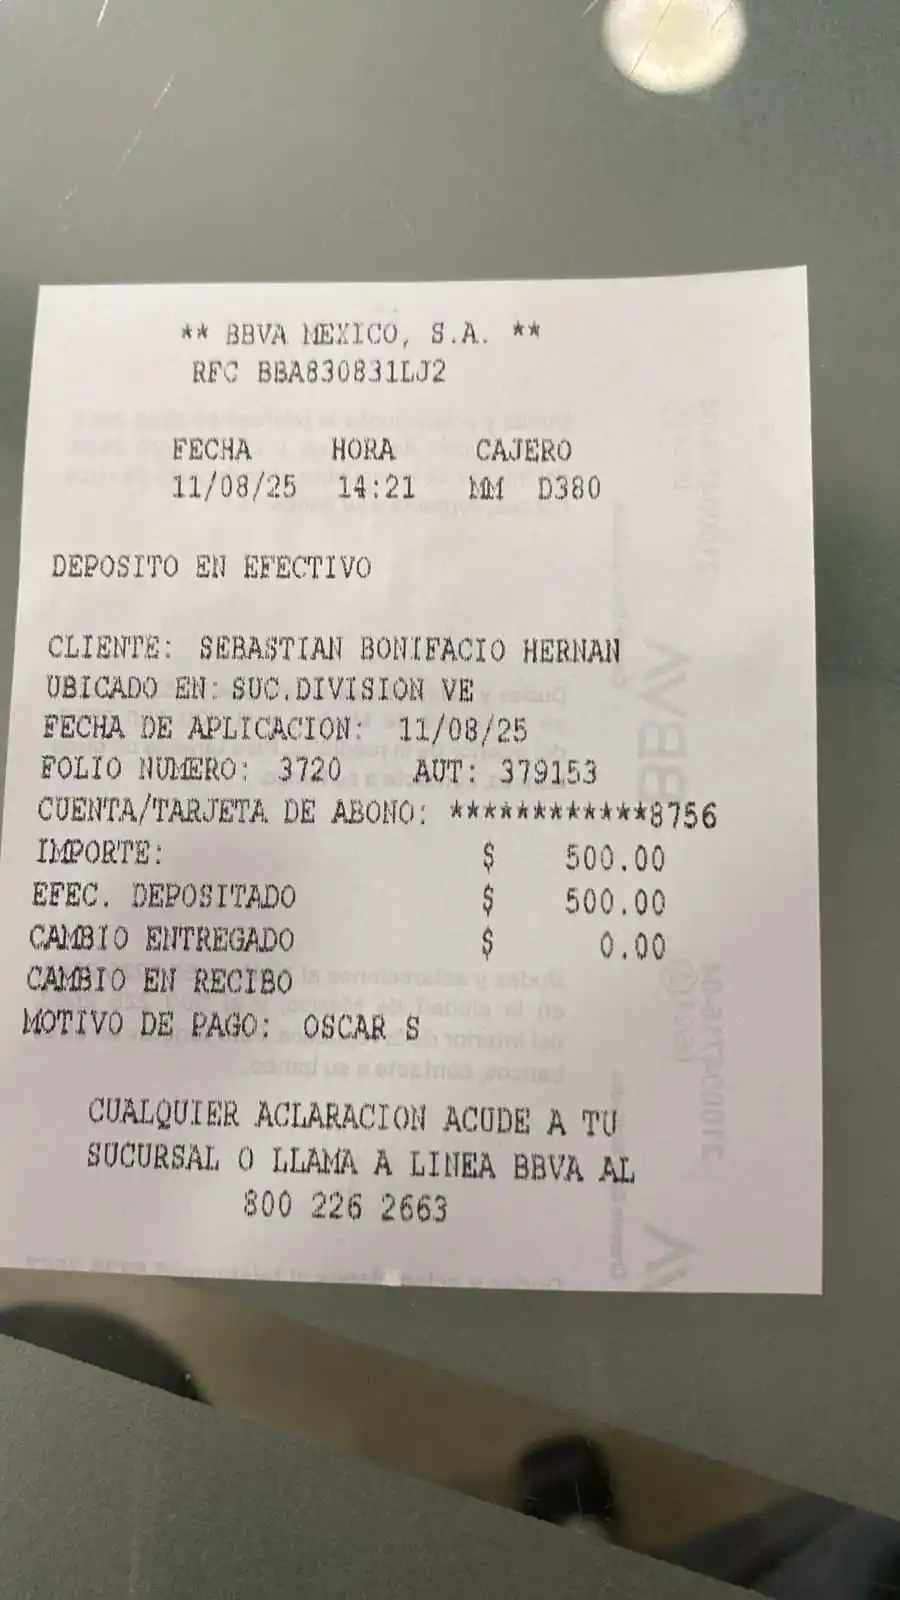 ** BBVA MEXICO, S.A. **
RFC BBA830831LJ2
FECHA HORA CAJERO
11/08/25 14:21 MM D380
DEPOSITO EN EFECTIVO
CLIENTE: SEBASTIAN BONIFACIO HERNAN
UBICADO EN: SUC.DIVISION VE
FECHA DE APLICACION: 11/08/25
FOLIO NUMERO: 3720 AUT: 379153
CUENTA/TARJETA DE ABONO: ************8756
IMPORTE: $ 500.00
EFEC. DEPOSITADO $ 500.00
CAMBIO ENTREGADO $ 0.00
CAMBIO EN RECIBO
MOTIVO DE PAGO: OSCAR S
CUALQUIER ACLARACION ACUDE A TU
SUCURSAL O LLAMA A LINEA BBVA AL
800 226 2663